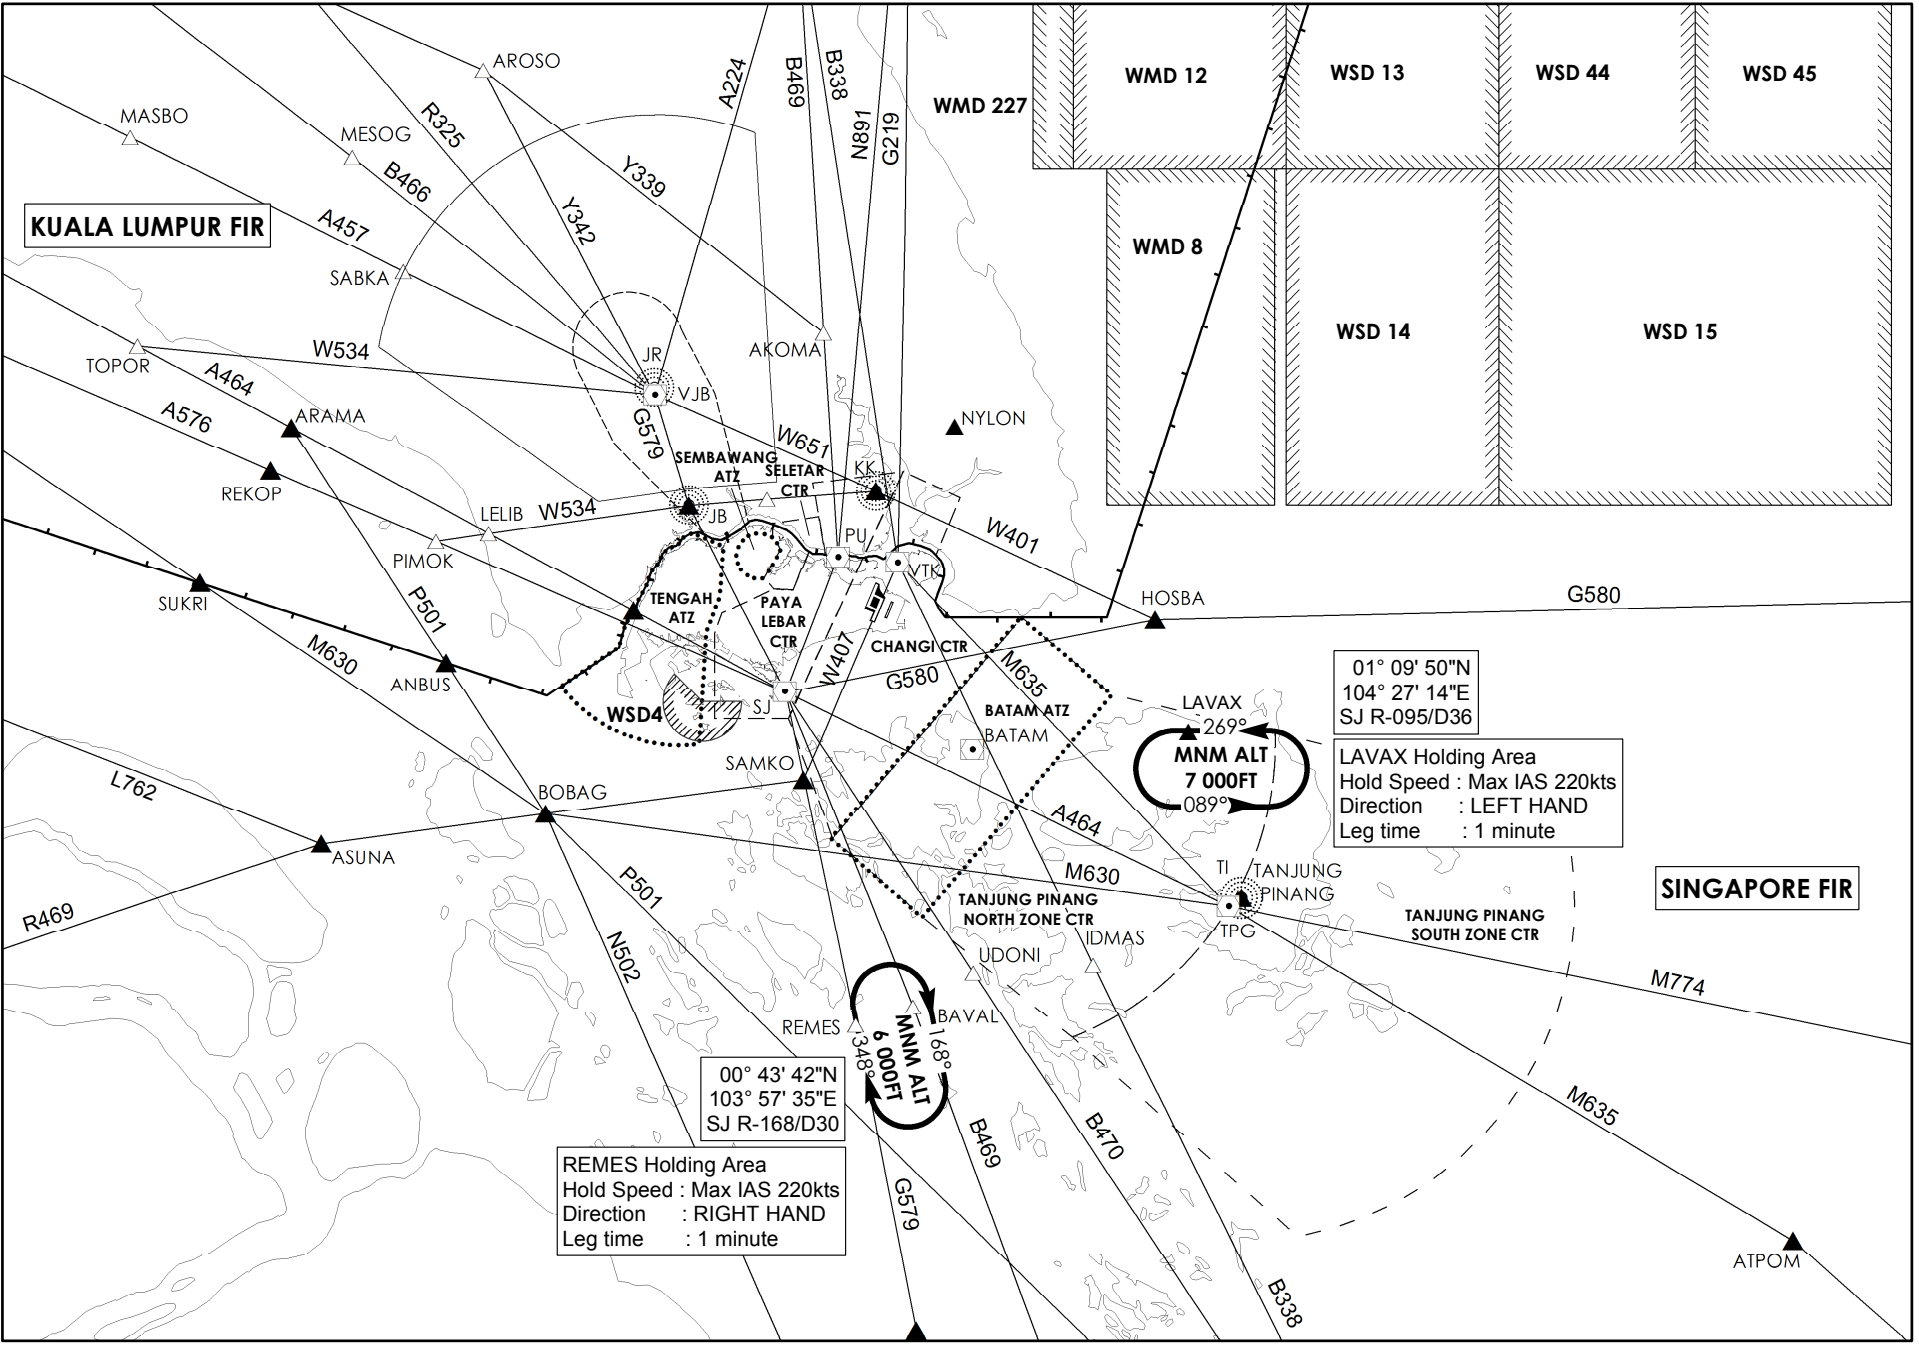 AROSO
MASBO
MESOG
R325
B466
A224
B469
B338
N891
G219
WMD 227
WMD 12
WSD 13
WSD 44
WSD 45
KUALA LUMPUR FIR
A457
SABKA
Y342
Y339
WMD 8
WSD 14
WSD 15
TOPOR
W534
A464
A576
ARAMA
REKOP
JR
VJB
AKOMA
G579
W651
NYLON
SEMBAWANG
ATZ
SELETAR
CTR
KK
LELIB
W534
JB
PIMOK
PU
VTK
W401
SUKRI
P501
M630
ANBUS
TENGAH
ATZ
PAYA
LEBAR
CTR
W407
CHANGI CTR
HOSBA
G580
G580
M635
WSD4
SJ
BATAM ATZ
BATAM
LAVAX
269°
MNM ALT
7 000FT
089°
01° 09' 50"N
104° 27' 14"E
SJ R-095/D36
LAVAX Holding Area
Hold Speed : Max IAS 220kts
Direction : LEFT HAND
Leg time : 1 minute
L762
SAMKO
BOBAG
ASUNA
R469
A464
M630
P501
N502
TI
TANJUNG
PINANG
TPG
TANJUNG PINANG
NORTH ZONE CTR
TANJUNG PINANG
SOUTH ZONE CTR
SINGAPORE FIR
UDONI
IDMAS
M774
REMES
BAVAL
MNM ALT
6 000FT
168°
348°
00° 43' 42"N
103° 57' 35"E
SJ R-168/D30
REMES Holding Area
Hold Speed : Max IAS 220kts
Direction : RIGHT HAND
Leg time : 1 minute
G579
B469
B470
B338
M635
ATPOM